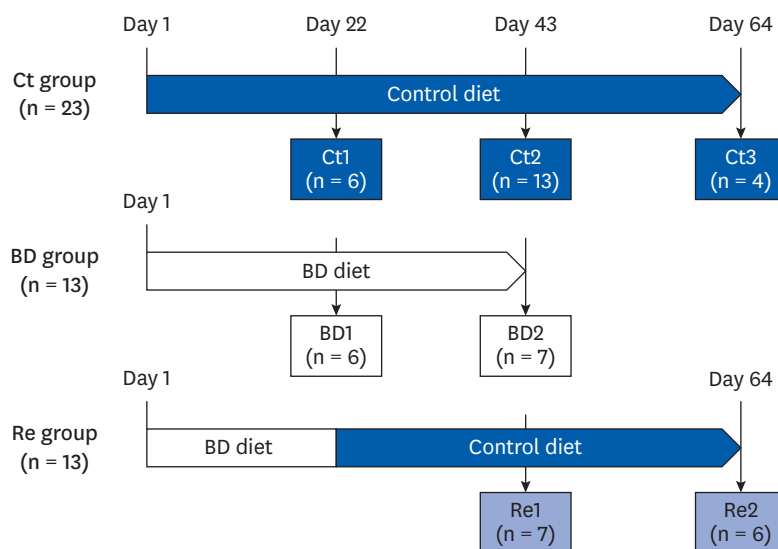 Day 1
Day 22
Day 43
Day 64
Ct group
(n = 23)
Control diet
Ct1
(n = 6)
Ct2
(n = 13)
Ct3
(n = 4)
Day 1
BD group
(n = 13)
BD diet
BD1
(n = 6)
BD2
(n = 7)
Day 1
Day 64
Re group
(n = 13)
BD diet
Control diet
Re1
(n = 7)
Re2
(n = 6)